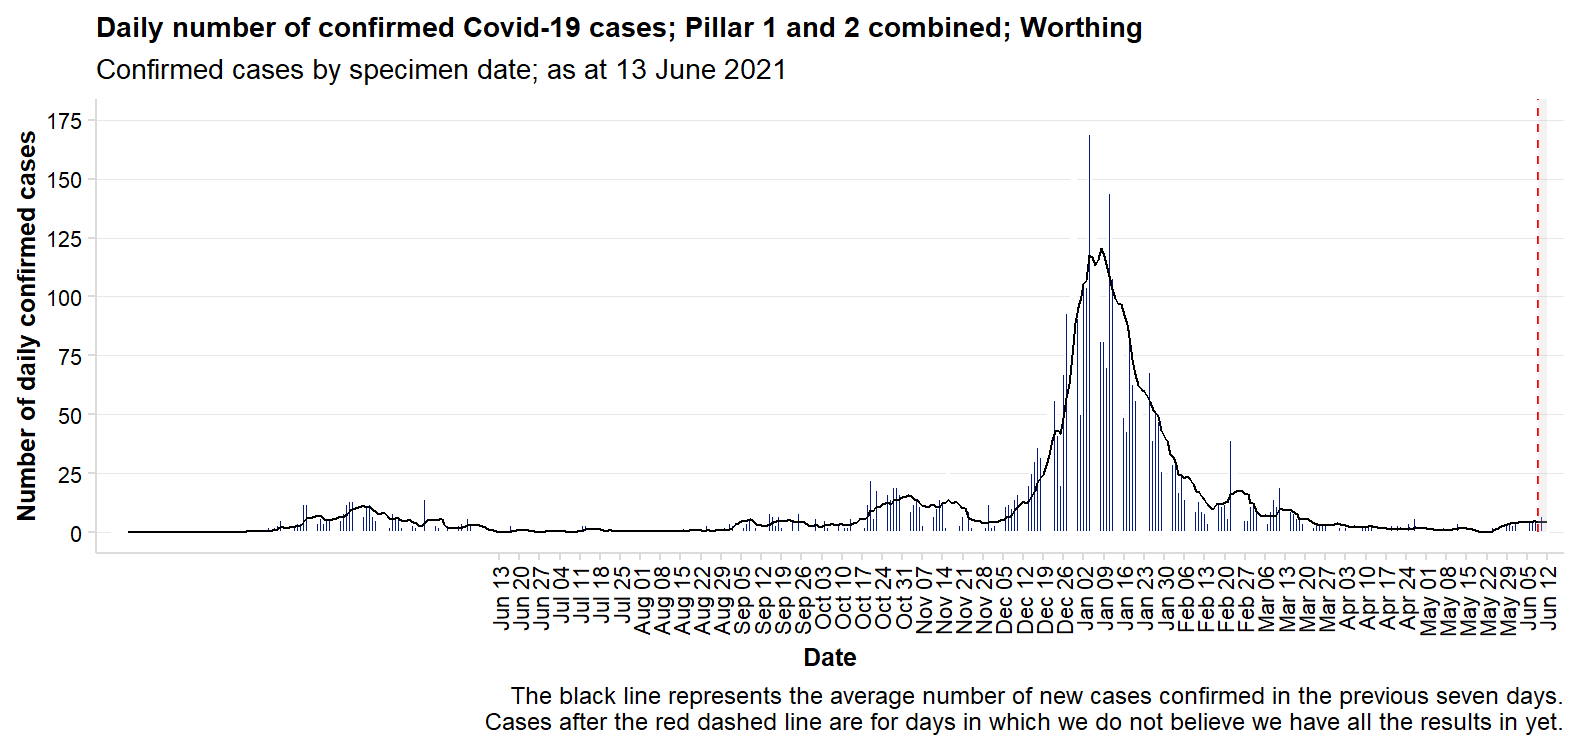 Daily number of confirmed Covid-19 cases; Pillar 1 and 2 combined; Worthing
Confirmed cases by specimen date; as at 13 June 2021
Number of daily confirmed cases
175
150
125
100
75
50
25
0
Jun 13
Jun 20
Jun 27
Jul 04
Jul 11
Jul 18
Jul 25
Aug 01
Aug 08
Aug 15
Aug 22
Aug 29
Sep 05
Sep 12
Sep 19
Sep 26
Oct 03
Oct 10
Oct 17
Oct 24
Oct 31
Nov 07
Nov 14
Nov 21
Nov 28
Dec 05
Dec 12
Dec 19
Dec 26
Jan 02
Jan 09
Jan 16
Jan 23
Jan 30
Feb 06
Feb 13
Feb 20
Feb 27
Mar 06
Mar 13
Mar 20
Mar 27
Apr 03
Apr 10
Apr 17
Apr 24
May 01
May 08
May 15
May 22
May 29
Jun 05
Jun 12
Date
The black line represents the average number of new cases confirmed in the previous seven days.
Cases after the red dashed line are for days in which we do not believe we have all the results in yet.